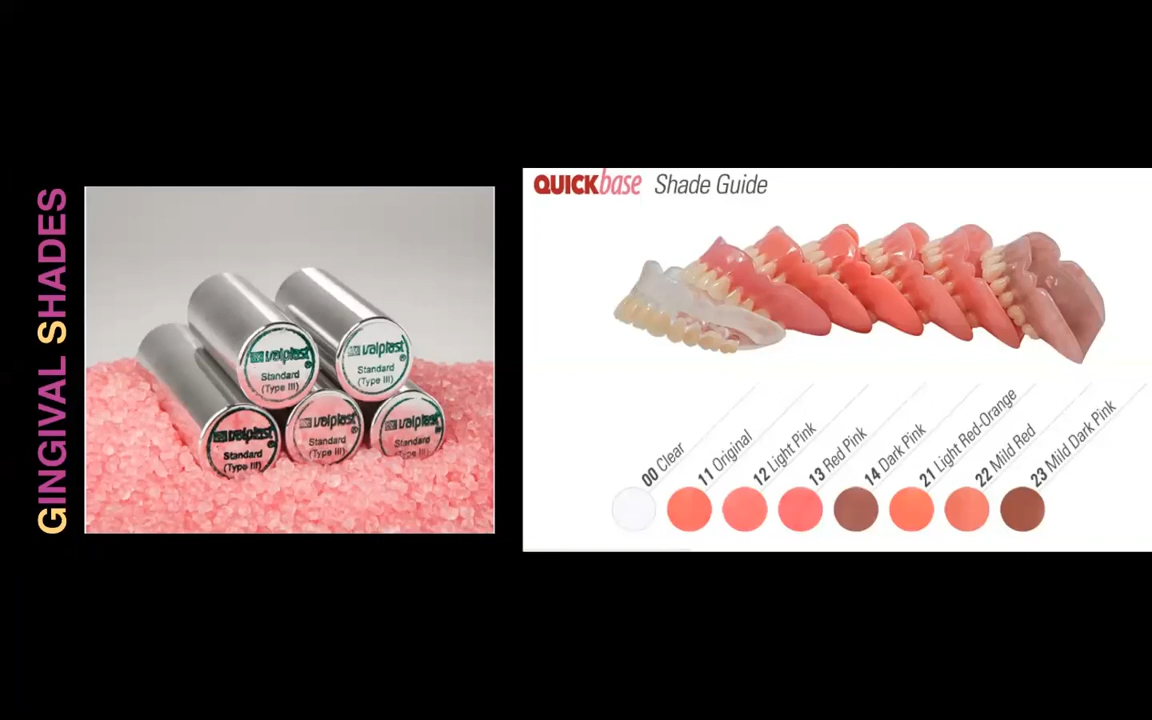 GINGIVAL SHADES
valplast®
Standard
(Type III)
valplast®
Standard
(Type III)
valplast®
Standard
(Type III)
valplast®
Standard
(Type III)
valplast®
Standard
(Type III)
QUICKbase Shade Guide
00 Clear
11 Original
12 Light Pink
13 Red Pink
14 Dark Pink
21 Light Red-Orange
22 Mild Red
23 Mild Dark Pink